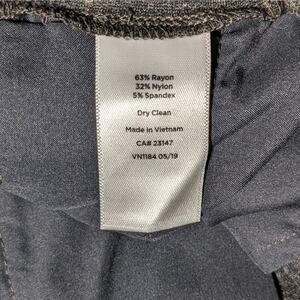 63% Rayon
32% Nylon
5% Spandex
Dry Clean
Made in Vietnam
CA# 23147
VN1184 05/19